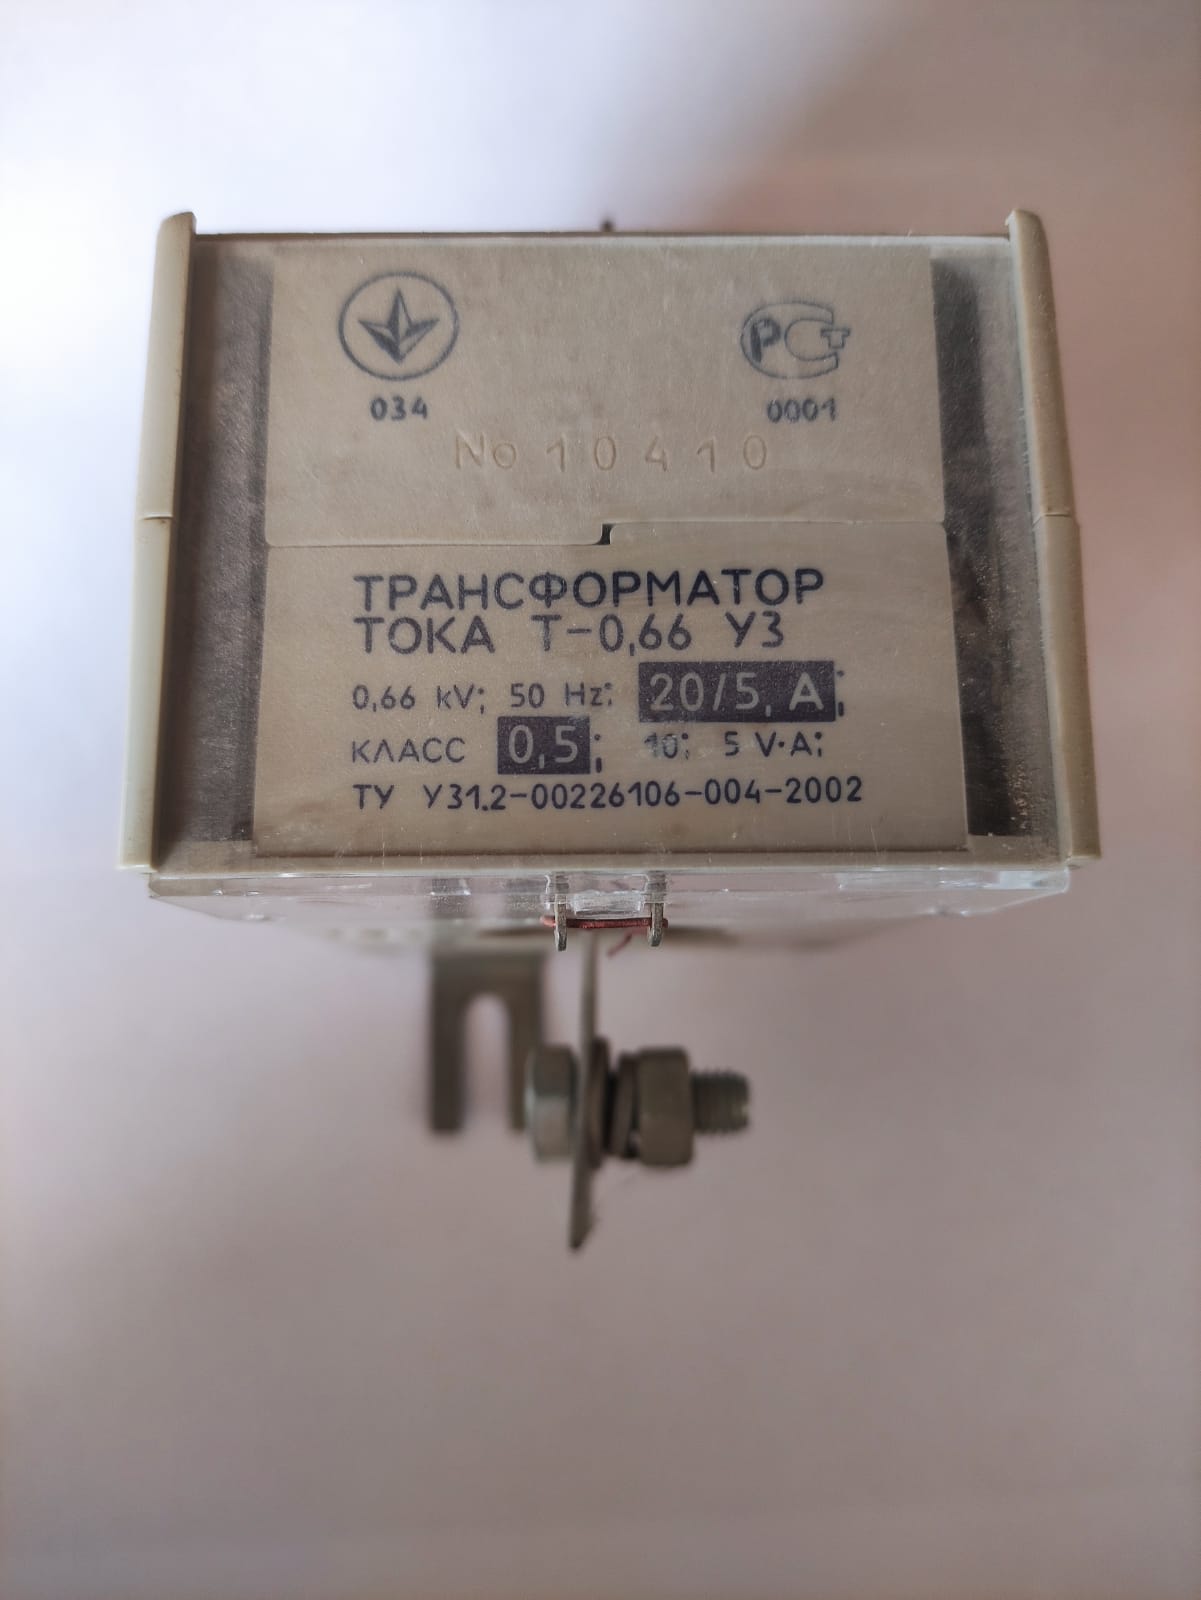 034
РСТ
0001
No 10410
ТРАНСФОРМАТОР
ТОКА Т-0,66 У3
0,66 kV; 50 Hz; 20/5, А;
КЛАСС 0,5; 10; 5 V·A;
ТУ У31.2-00226106-004-2002